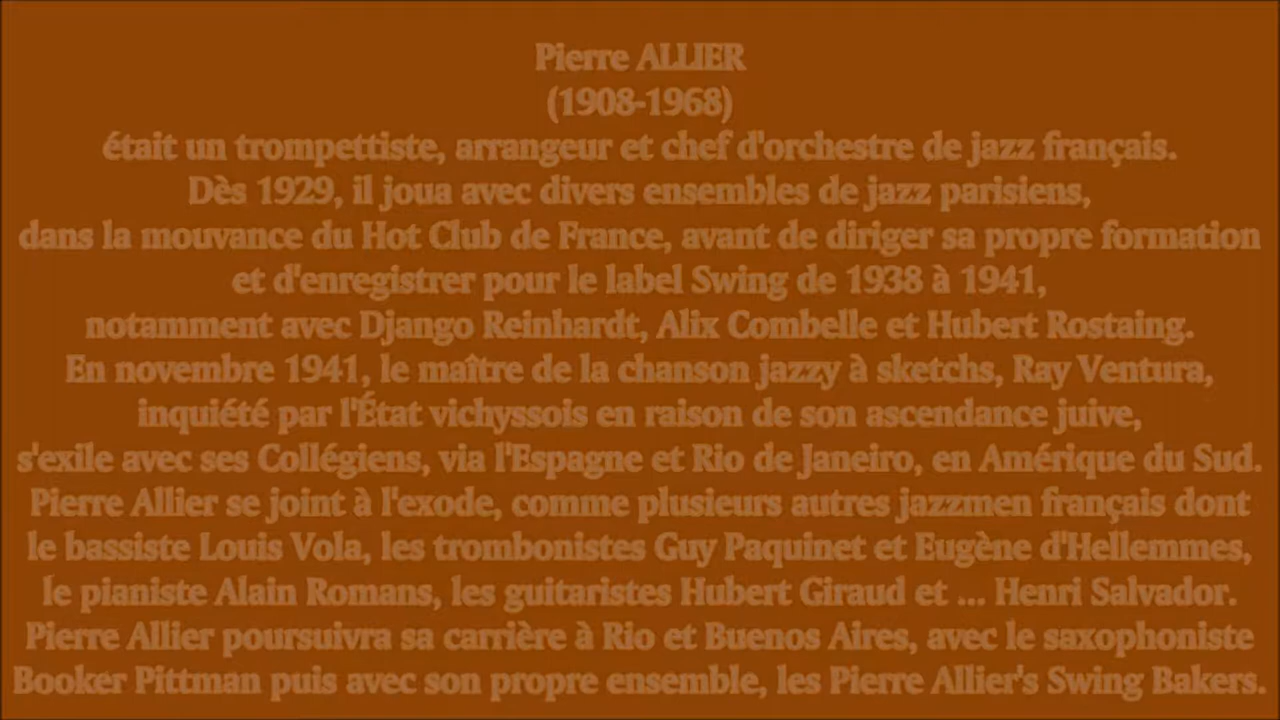 Pierre ALLIER
(1908-1968)
était un trompettiste, arrangeur et chef d'orchestre de jazz français.
Dès 1929, il joua avec divers ensembles de jazz parisiens,
dans la mouvance du Hot Club de France, avant de diriger sa propre formation
et d'enregistrer pour le label Swing de 1938 à 1941,
notamment avec Django Reinhardt, Alix Combelle et Hubert Rostaing.
En novembre 1941, le maître de la chanson jazzy à sketchs, Ray Ventura,
inquiété par l'État vichyssois en raison de son ascendance juive,
s'exile avec ses Collégiens, via l'Espagne et Rio de Janeiro, en Amérique du Sud.
Pierre Allier se joint à l'exode, comme plusieurs autres jazzmen français dont
le bassiste Louis Vola, les trombonistes Guy Paquinet et Eugène d'Hellemmes,
le pianiste Alain Romans, les guitaristes Hubert Giraud et ... Henri Salvador.
Pierre Allier poursuivra sa carrière à Rio et Buenos Aires, avec le saxophoniste
Booker Pittman puis avec son propre ensemble, les Pierre Allier's Swing Bakers.